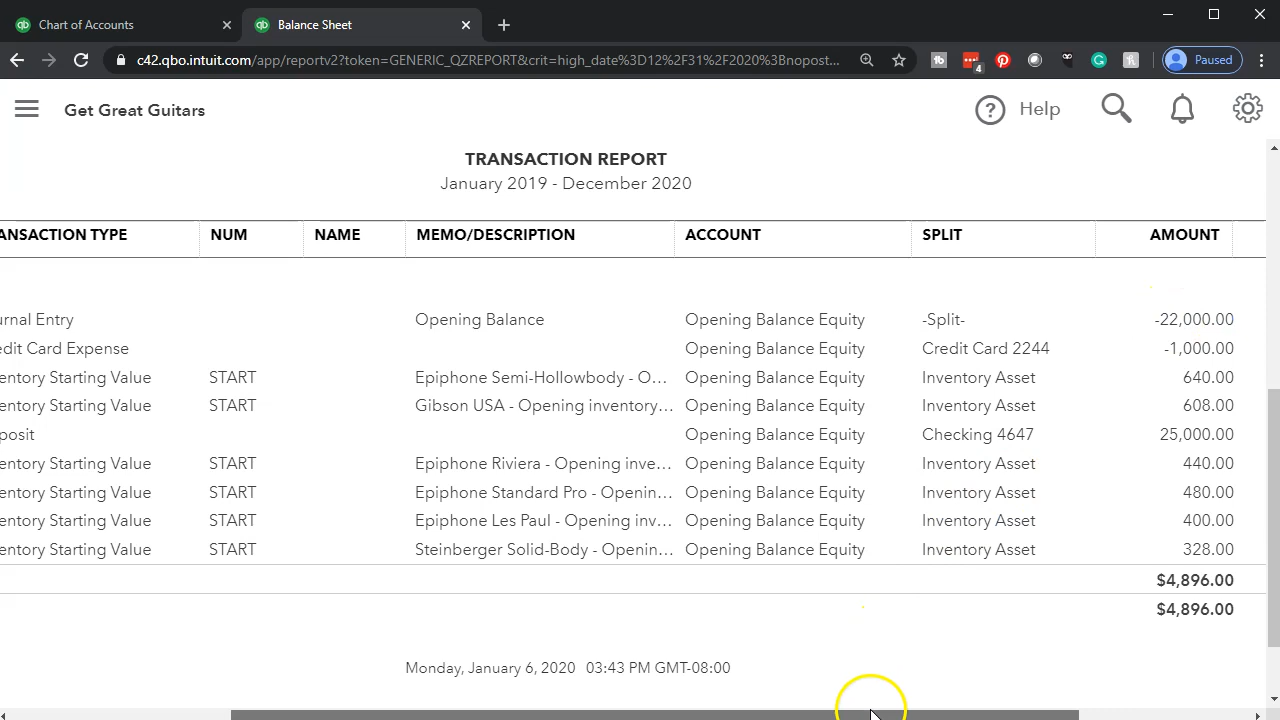 Chart of Accounts
Balance Sheet
c42.qbo.intuit.com/app/reportv2?token=GENERIC_QZREPORT&crit=high_date%3D12%2F31%2F2020%3Bnopost...
4
Paused
Get Great Guitars
Help
TRANSACTION REPORT
January 2019 - December 2020
ANSACTION TYPE NUM NAME MEMO/DESCRIPTION ACCOUNT SPLIT AMOUNT
urnal Entry Opening Balance Opening Balance Equity -Split- -22,000.00
edit Card Expense Opening Balance Equity Credit Card 2244 -1,000.00
entory Starting Value START Epiphone Semi-Hollowbody - O... Opening Balance Equity Inventory Asset 640.00
entory Starting Value START Gibson USA - Opening inventory... Opening Balance Equity Inventory Asset 608.00
posit Opening Balance Equity Checking 4647 25,000.00
entory Starting Value START Epiphone Riviera - Opening inve... Opening Balance Equity Inventory Asset 440.00
entory Starting Value START Epiphone Standard Pro - Openin... Opening Balance Equity Inventory Asset 480.00
entory Starting Value START Epiphone Les Paul - Opening inv... Opening Balance Equity Inventory Asset 400.00
entory Starting Value START Steinberger Solid-Body - Openin... Opening Balance Equity Inventory Asset 328.00
$4,896.00
$4,896.00
Monday, January 6, 2020 03:43 PM GMT-08:00